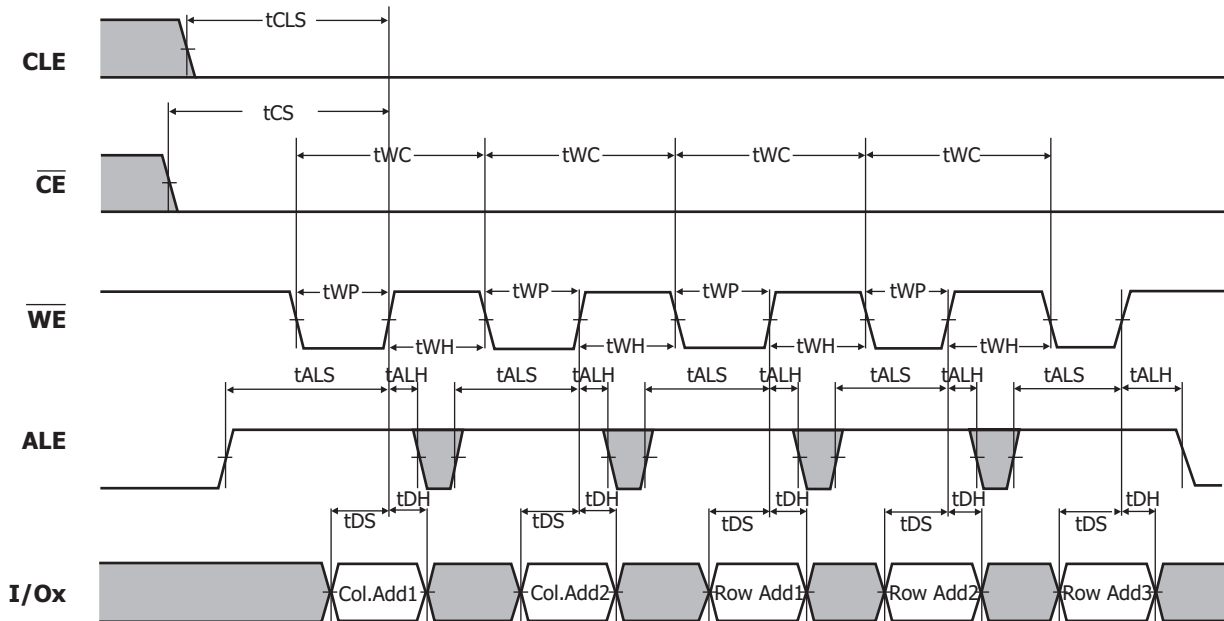 tCLS
CLE
tCS
tWC tWC tWC tWC
CE
tWP tWP tWP tWP
WE
tWH tWH tWH tWH
tALS tALH tALS tALH tALS tALH tALS tALH tALS tALH
ALE
tDS tDH tDS tDH tDS tDH tDS tDH tDS tDH
I/Ox Col.Add1 Col.Add2 Row Add1 Row Add2 Row Add3